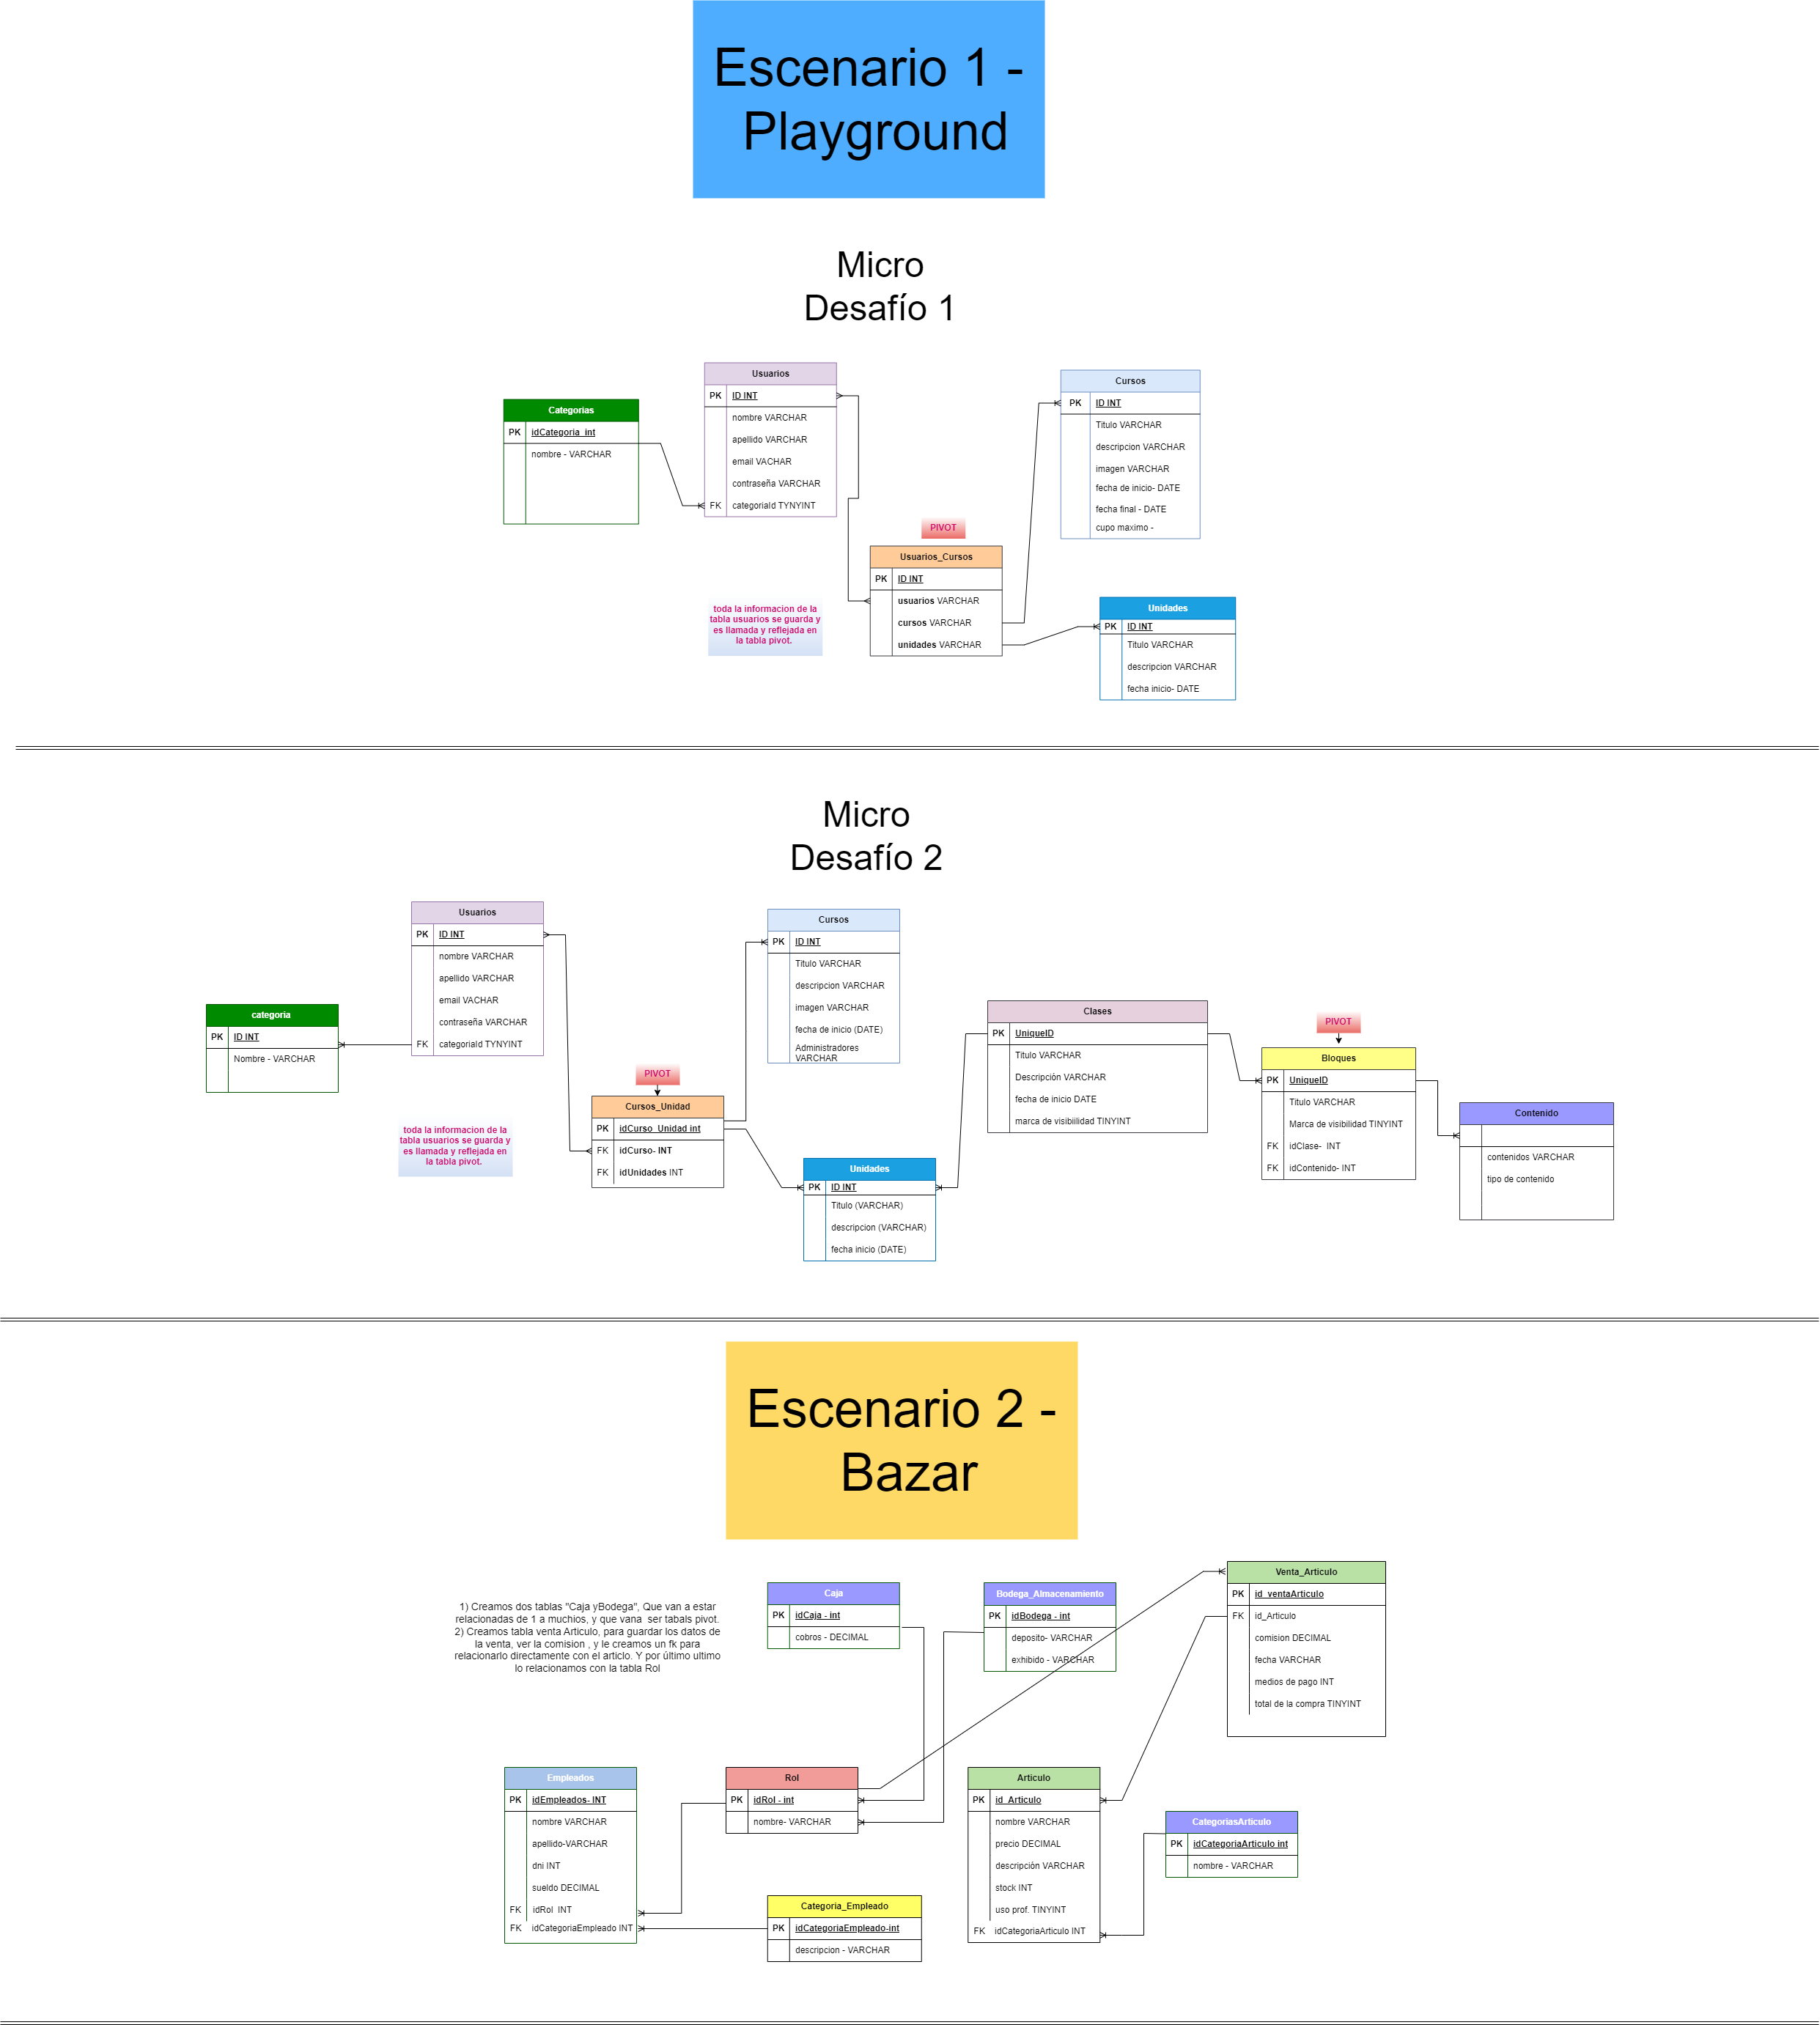 Escenario 1 -
Playground
Micro
Desafío 1
Categorias
PK idCategoria int
nombre - VARCHAR
Usuarios
PK ID INT
nombre VARCHAR
apellido VARCHAR
email VACHAR
contraseña VARCHAR
FK categoriaId TYNYINT
Cursos
PK ID INT
Titulo VARCHAR
descripcion VARCHAR
imagen VARCHAR
fecha de inicio- DATE
fecha final - DATE
cupo maximo -
PIVOT
Usuarios_Cursos
PK ID INT
usuarios VARCHAR
cursos VARCHAR
unidades VARCHAR
toda la informacion de la
tabla usuarios se guarda y
es llamada y reflejada en
la tabla pivot.
Unidades
PK ID INT
Titulo VARCHAR
descripcion VARCHAR
fecha inicio- DATE
Micro
Desafío 2
categoria
PK ID INT
Nombre - VARCHAR
Usuarios
PK ID INT
nombre VARCHAR
apellido VARCHAR
email VACHAR
contraseña VARCHAR
FK categoriaId TYNYINT
toda la informacion de la
tabla usuarios se guarda y
es llamada y reflejada en
la tabla pivot.
PIVOT
Cursos_Unidad
PK idCurso_Unidad int
FK idCurso- INT
FK idUnidades INT
Cursos
PK ID INT
Titulo VARCHAR
descripcion VARCHAR
imagen VARCHAR
fecha de inicio (DATE)
Administradores
VARCHAR
Unidades
PK ID INT
Titulo (VARCHAR)
descripcion (VARCHAR)
fecha inicio (DATE)
Clases
PK UniqueID
Titulo VARCHAR
Descripción VARCHAR
fecha de inicio DATE
marca de visibiilidad TINYINT
PIVOT
Bloques
PK UniqueID
Titulo VARCHAR
Marca de visibilidad TINYINT
FK idClase- INT
FK idContenido- INT
Contenido
contenidos VARCHAR
tipo de contenido
Escenario 2 -
Bazar
1) Creamos dos tablas "Caja yBodega", Que van a estar
relacionadas de 1 a muchios, y que vana ser tabals pivot.
2) Creamos tabla venta Articulo, para guardar los datos de
la venta, ver la comision , y le creamos un fk para
relacionarlo directamente con el articlo. Y por último ultimo
lo relacionamos con la tabla Rol
Caja
PK idCaja - int
cobros - DECIMAL
Bodega_Almacenamiento
PK idBodega - int
deposito- VARCHAR
exhibido - VARCHAR
Venta_Articulo
PK id_ventaArticulo
FK id_Articulo
comision DECIMAL
fecha VARCHAR
medios de pago INT
total de la compra TINYINT
Empleados
PK idEmpleados- INT
nombre VARCHAR
apellido-VARCHAR
dni INT
sueldo DECIMAL
FK idRol INT
FK idCategoriaEmpleado INT
Rol
PK idRol - int
nombre- VARCHAR
Categoria_Empleado
PK idCategoriaEmpleado-int
descripcion - VARCHAR
Articulo
PK id_Articulo
nombre VARCHAR
precio DECIMAL
descripción VARCHAR
stock INT
uso prof. TINYINT
FK idCategoriaArticulo INT
CategoriasArticulo
PK idCategoriaArticulo int
nombre - VARCHAR